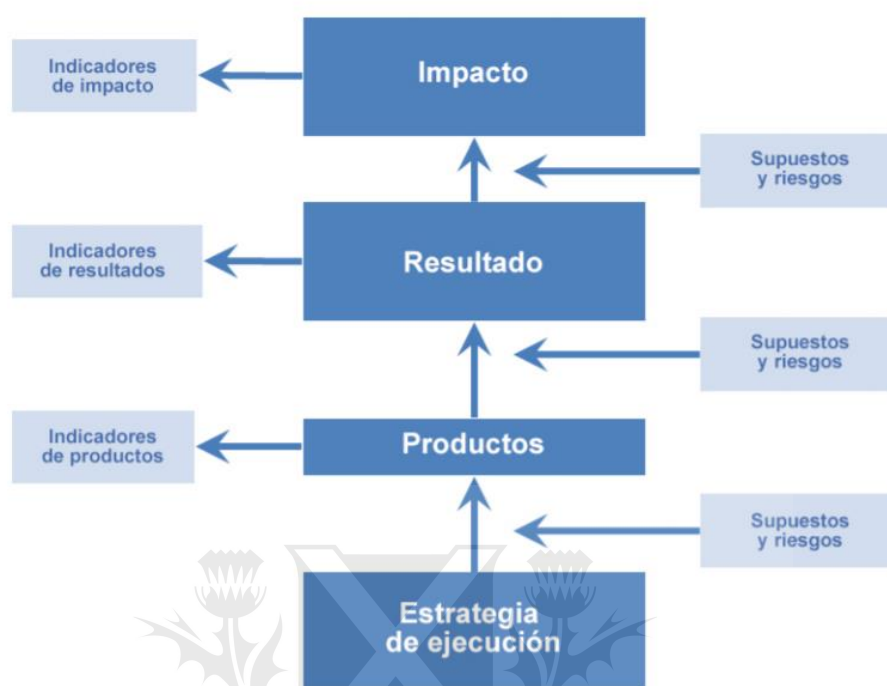 Impacto
Indicadores
de impacto
Supuestos
y riesgos
Resultado
Indicadores
de resultados
Supuestos
y riesgos
Productos
Indicadores
de productos
Supuestos
y riesgos
Estrategia
de ejecución